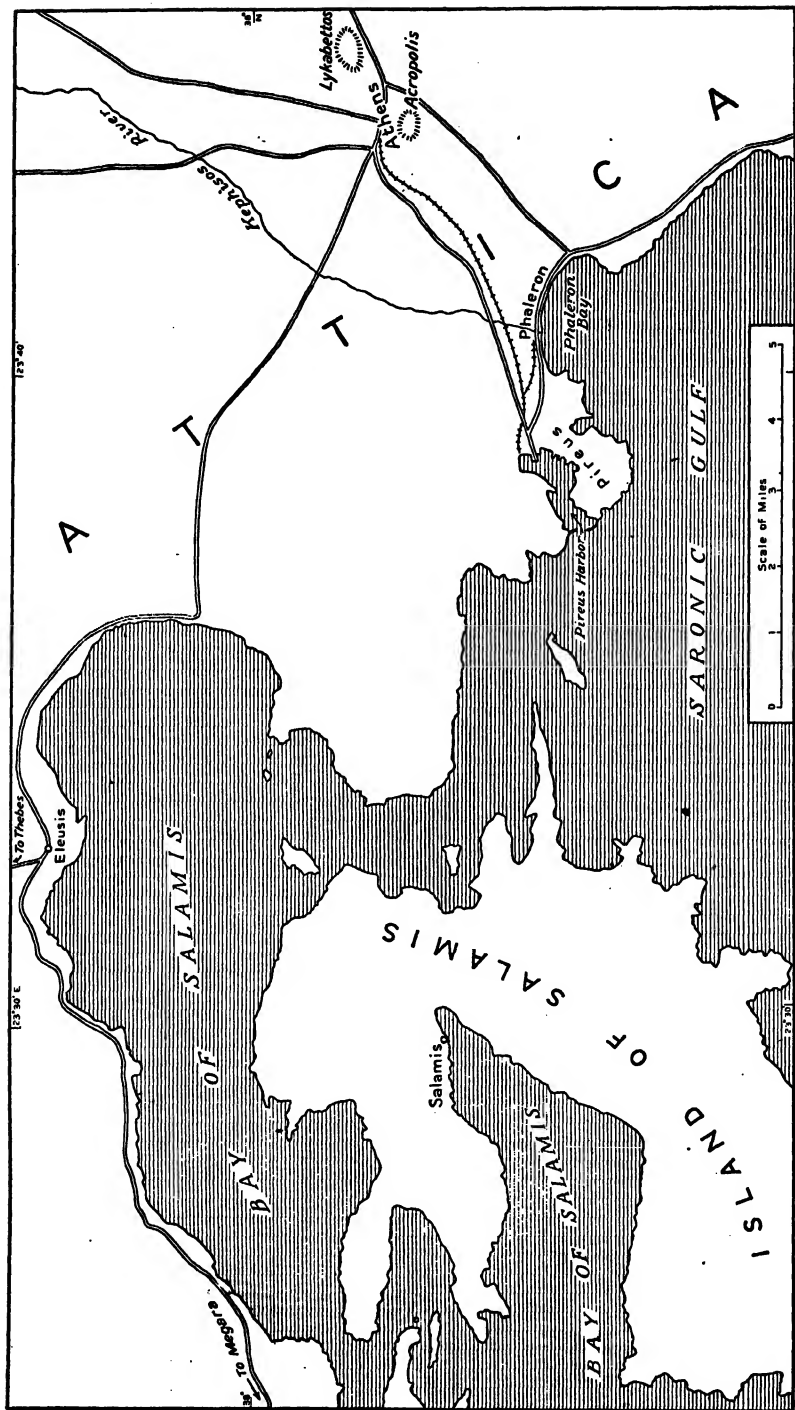 23° 30' E
23° 40'
38° N
To Thebes
Eleusis
River
Kephisos
Lykabettos
Athens
Acropolis
ATTICA
To Megara
38°
BAY OF SALAMIS
Phaleron
Phaleron Bay
Pireus
Pireus Harbor
Salamis
ISLAND OF SALAMIS
BAY OF SALAMIS
SARONIC GULF
Scale of Miles
0 1 2 3 4 5
23° 30'